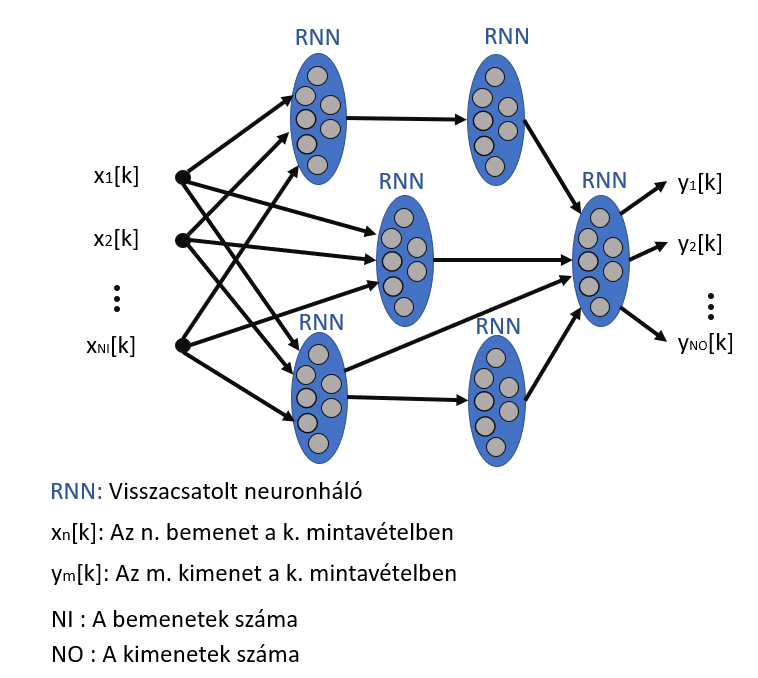 RNN
RNN
RNN
RNN
RNN
RNN
x1[k]
x2[k]
xNI[k]
y1[k]
y2[k]
yNO[k]
RNN: Visszacsatolt neuronháló
xn[k]: Az n. bemenet a k. mintavételben
ym[k]: Az m. kimenet a k. mintavételben
NI : A bemenetek száma
NO : A kimenetek száma